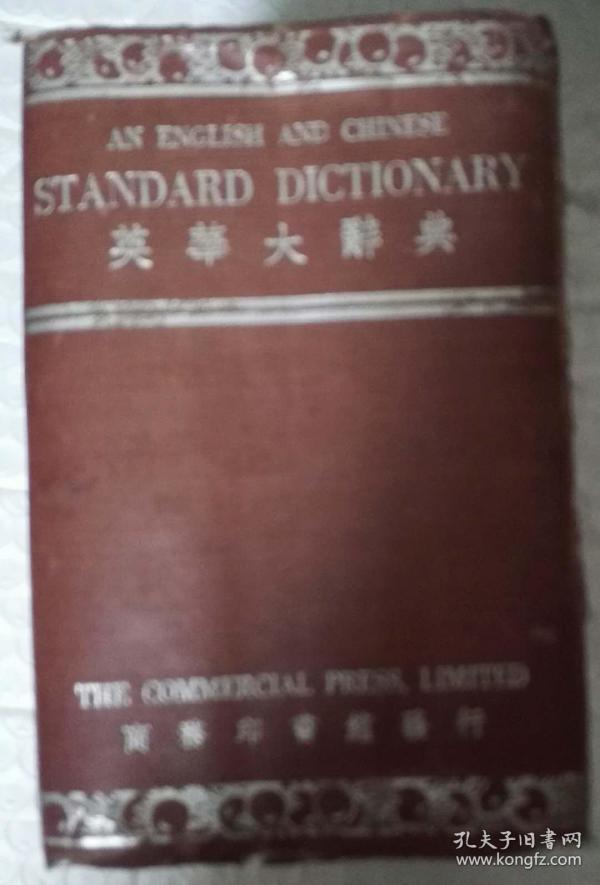 AN ENGLISH AND CHINESE
STANDARD DICTIONARY
英華大辭典
THE COMMERCIAL PRESS, LIMITED
商務印書館發行
孔夫子旧書网
www.kongfz.com